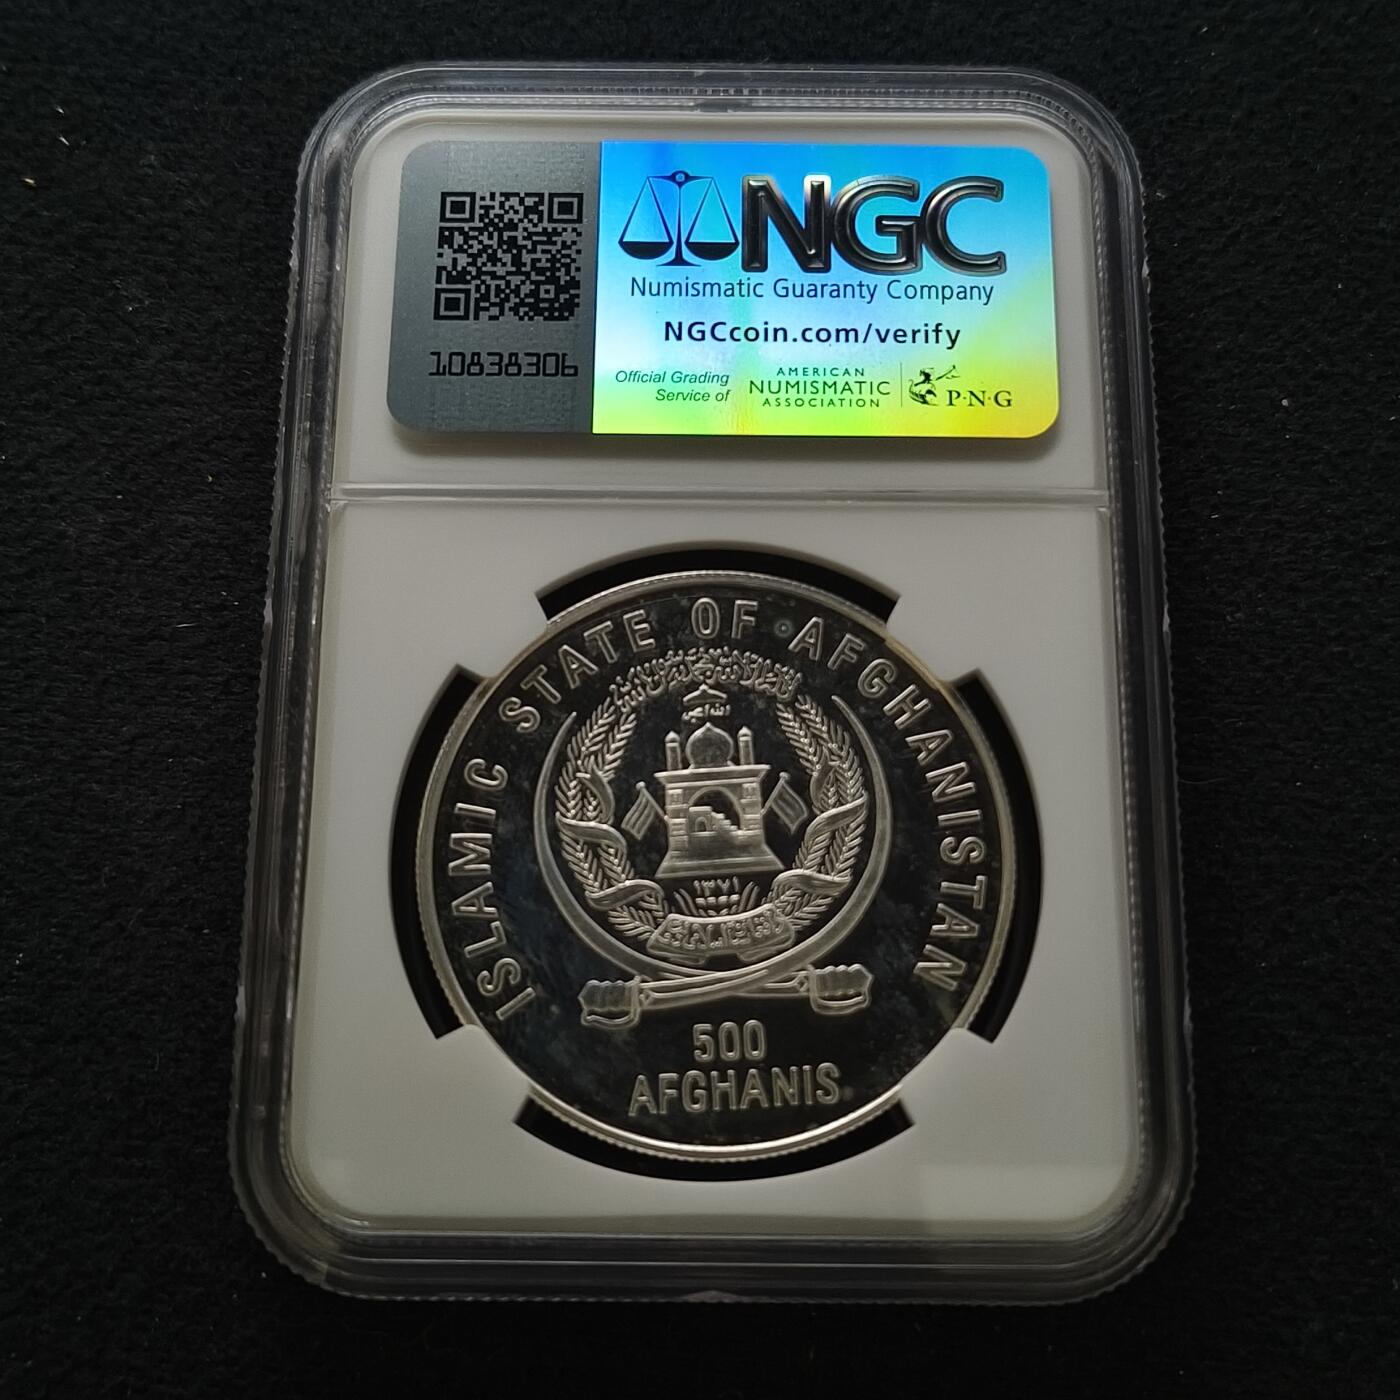 NGC
Numismatic Guaranty Company
NGCcoin.com/verify
10838306
Official Grading
Service of
AMERICAN
NUMISMATIC
ASSOCIATION
P·N·G
ISLAMIC STATE OF AFGHANISTAN
١٣٧١
500
AFGHANIS